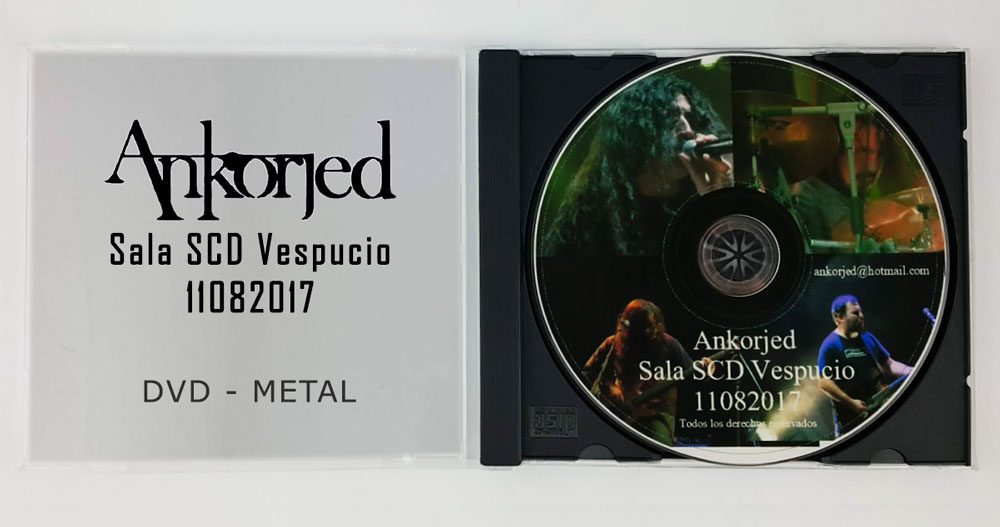 Ankorjed
Sala SCD Vespucio
11082017
DVD - METAL
ankorjed@hotmail.com
Ankorjed
Sala SCD Vespucio
11082017
Todos los derechos reservados